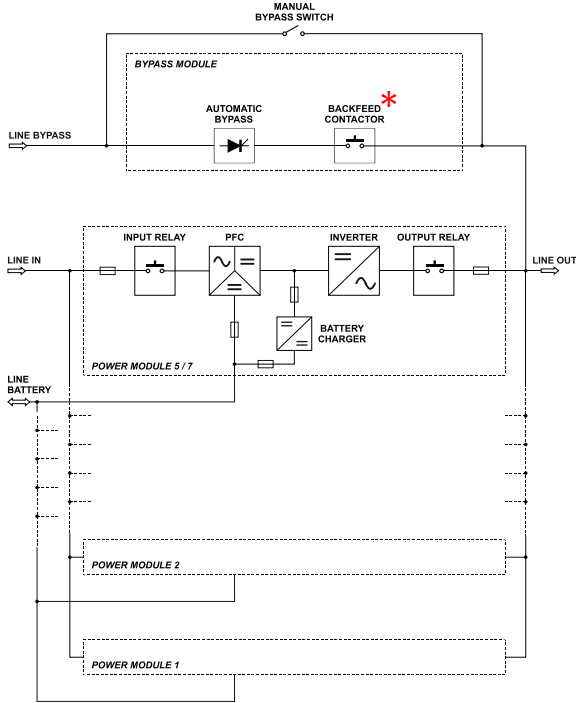 MANUAL
BYPASS SWITCH
BYPASS MODULE
AUTOMATIC
BYPASS
BACKFEED
CONTACTOR *
LINE BYPASS
INPUT RELAY
PFC
INVERTER
OUTPUT RELAY
LINE IN
LINE OUT
BATTERY
CHARGER
POWER MODULE 5 / 7
LINE
BATTERY
POWER MODULE 2
POWER MODULE 1